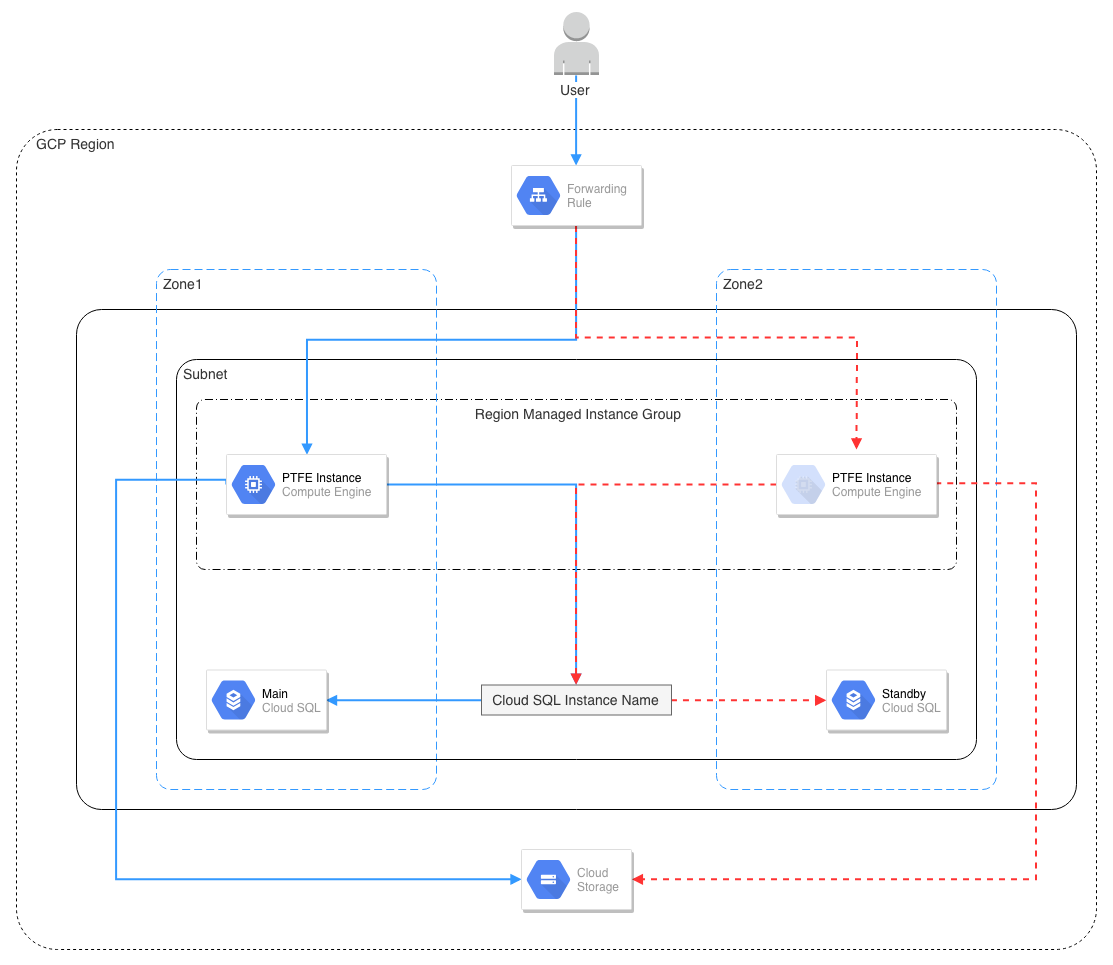 User
GCP Region
Forwarding
Rule
Zone1
Zone2
Subnet
Region Managed Instance Group
PTFE Instance
Compute Engine
PTFE Instance
Compute Engine
Main
Cloud SQL
Cloud SQL Instance Name
Standby
Cloud SQL
Cloud
Storage